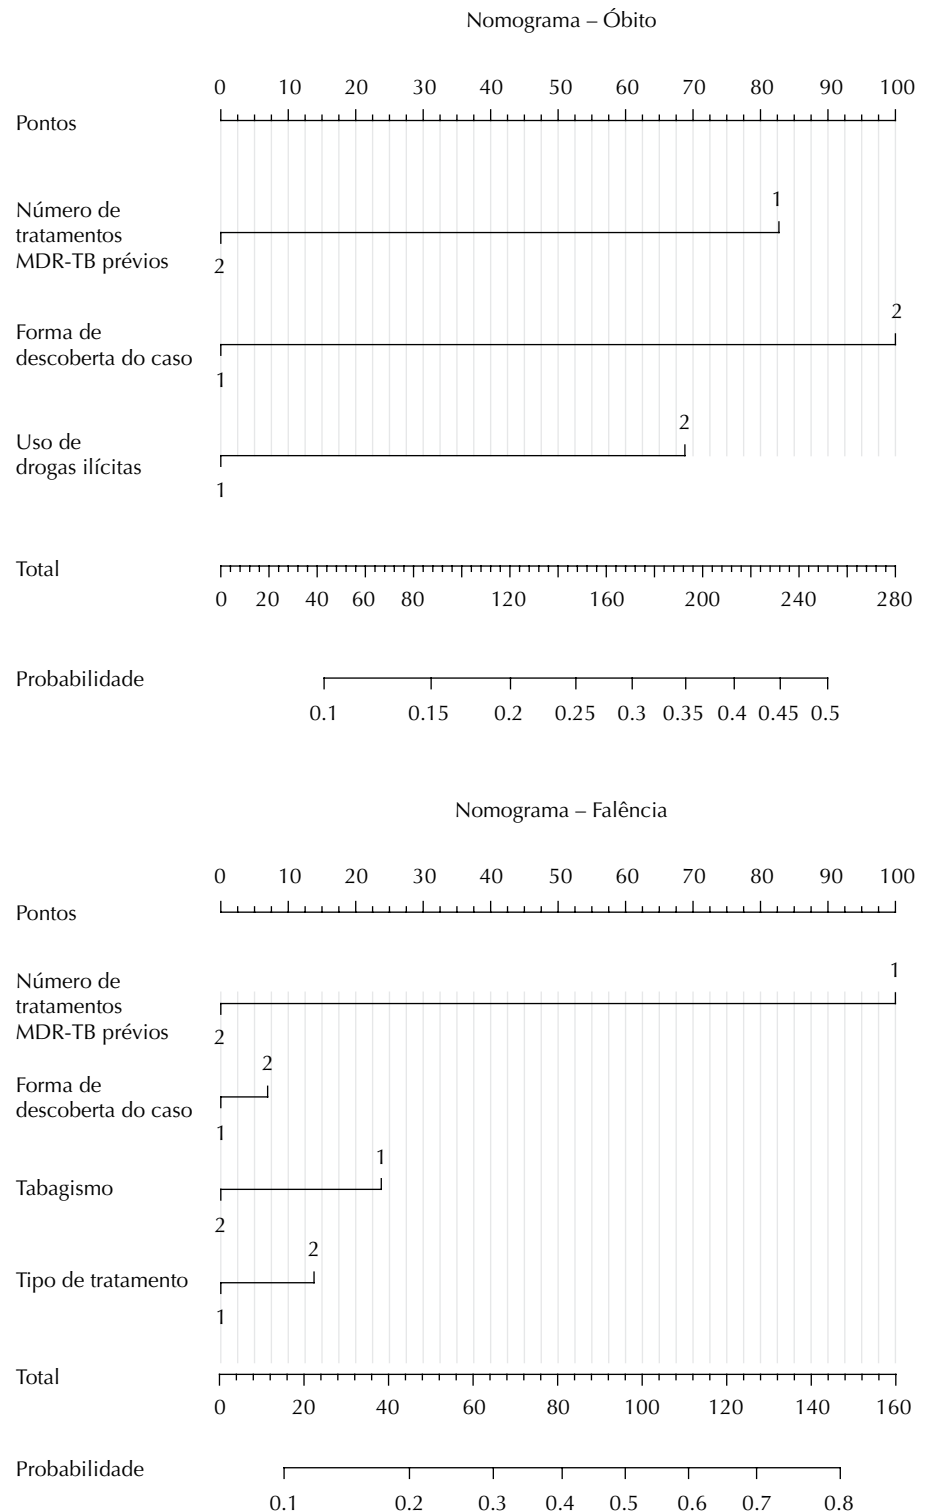 Nomograma – Óbito
0 10 20 30 40 50 60 70 80 90 100
Pontos
1
Número de
tratamentos
MDR-TB prévios
2
2
Forma de
descoberta do caso
1
2
Uso de
drogas ilícitas
1
Total
0 20 40 60 80 120 160 200 240 280
Probabilidade
0.1 0.15 0.2 0.25 0.3 0.35 0.4 0.45 0.5
Nomograma – Falência
0 10 20 30 40 50 60 70 80 90 100
Pontos
1
Número de
tratamentos
MDR-TB prévios
2
2
Forma de
descoberta do caso
1
1
Tabagismo
2
2
Tipo de tratamento
1
Total
0 20 40 60 80 100 120 140 160
Probabilidade
0.1 0.2 0.3 0.4 0.5 0.6 0.7 0.8